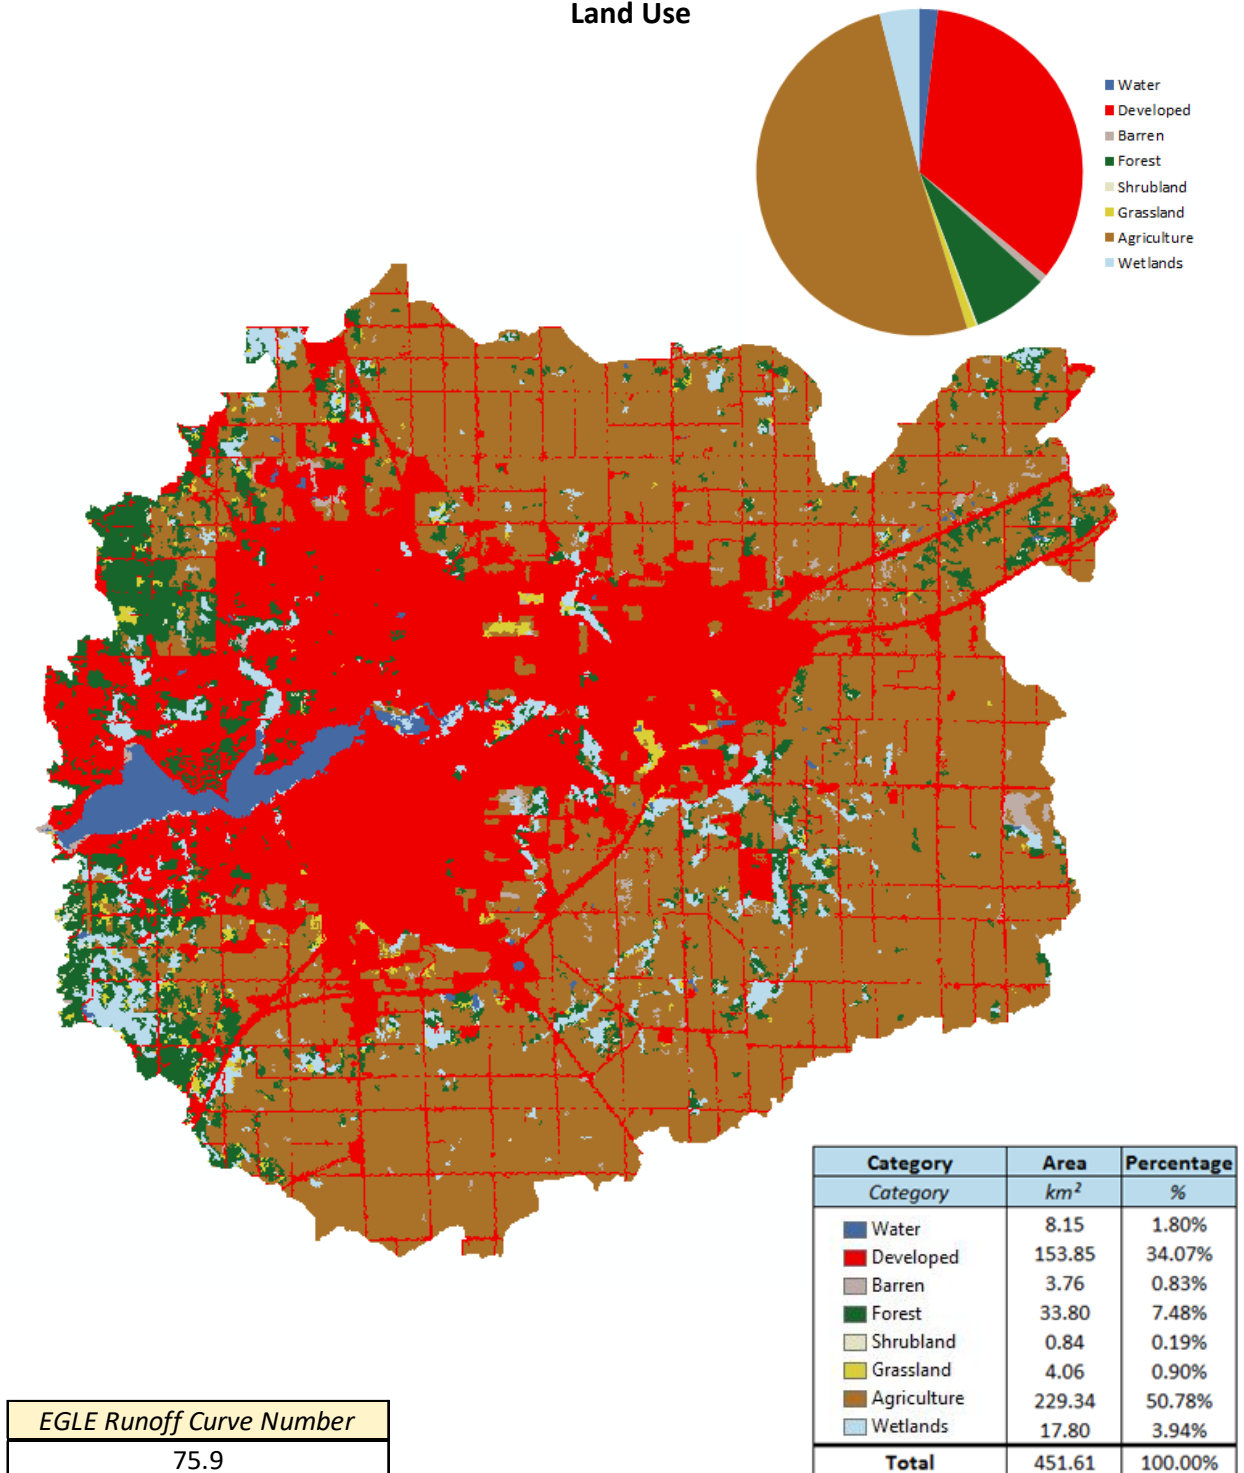 Land Use
Water
Developed
Barren
Forest
Shrubland
Grassland
Agriculture
Wetlands
Category Area Percentage
Category km² %
Water 8.15 1.80%
Developed 153.85 34.07%
Barren 3.76 0.83%
Forest 33.80 7.48%
Shrubland 0.84 0.19%
Grassland 4.06 0.90%
Agriculture 229.34 50.78%
Wetlands 17.80 3.94%
Total 451.61 100.00%
EGLE Runoff Curve Number
75.9